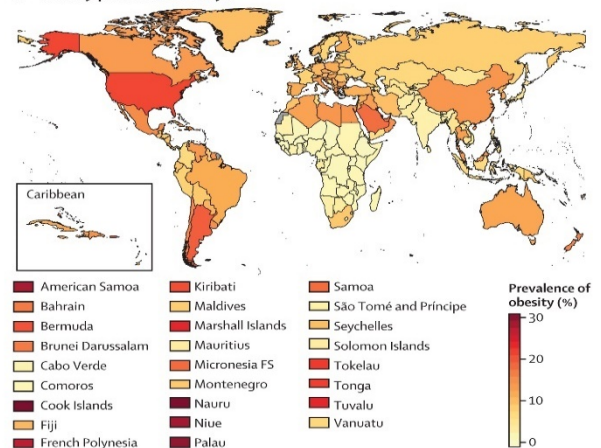 Caribbean
American Samoa
Bahrain
Bermuda
Brunei Darussalam
Cabo Verde
Comoros
Cook Islands
Fiji
French Polynesia
Kiribati
Maldives
Marshall Islands
Mauritius
Micronesia FS
Montenegro
Nauru
Niue
Palau
Samoa
São Tomé and Príncipe
Seychelles
Solomon Islands
Tokelau
Tonga
Tuvalu
Vanuatu
Prevalence of
obesity (%)
30
20
10
0